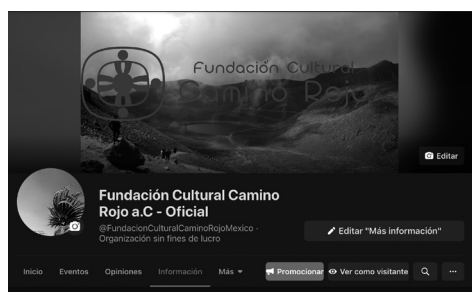 Fundación Cultural
Camino Rojo
Editar
Fundación Cultural Camino
Rojo a.C - Oficial
@FundacionCulturalCaminoRojoMexico ·
Organización sin fines de lucro
Editar "Más información"
Inicio Eventos Opiniones Información Más Promocionar Ver como visitante ...